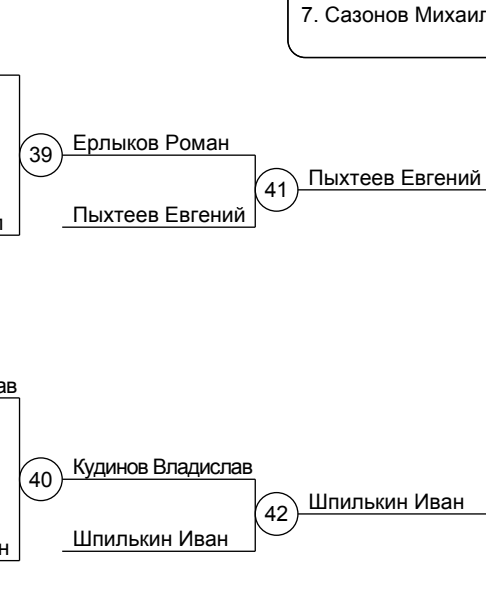 7. Сазонов Михаил
39
Ерлыков Роман
41
Пыхтеев Евгений
Пыхтеев Евгений
40
Кудинов Владислав
42
Шпилькин Иван
Шпилькин Иван